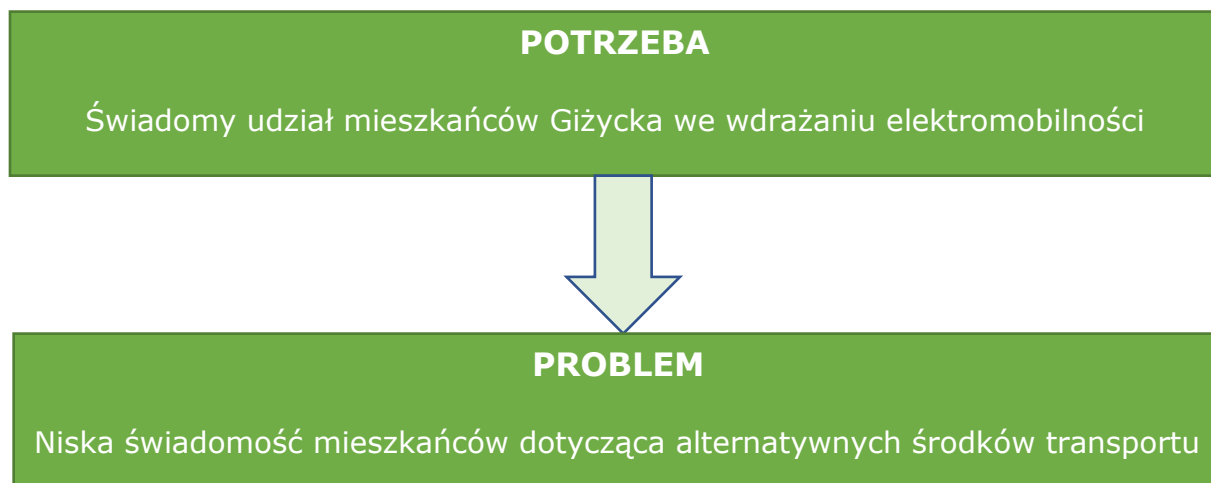 POTRZEBA
Świadomy udział mieszkańców Giżycka we wdrażaniu elektromobilności
PROBLEM
Niska świadomość mieszkańców dotycząca alternatywnych środków transportu